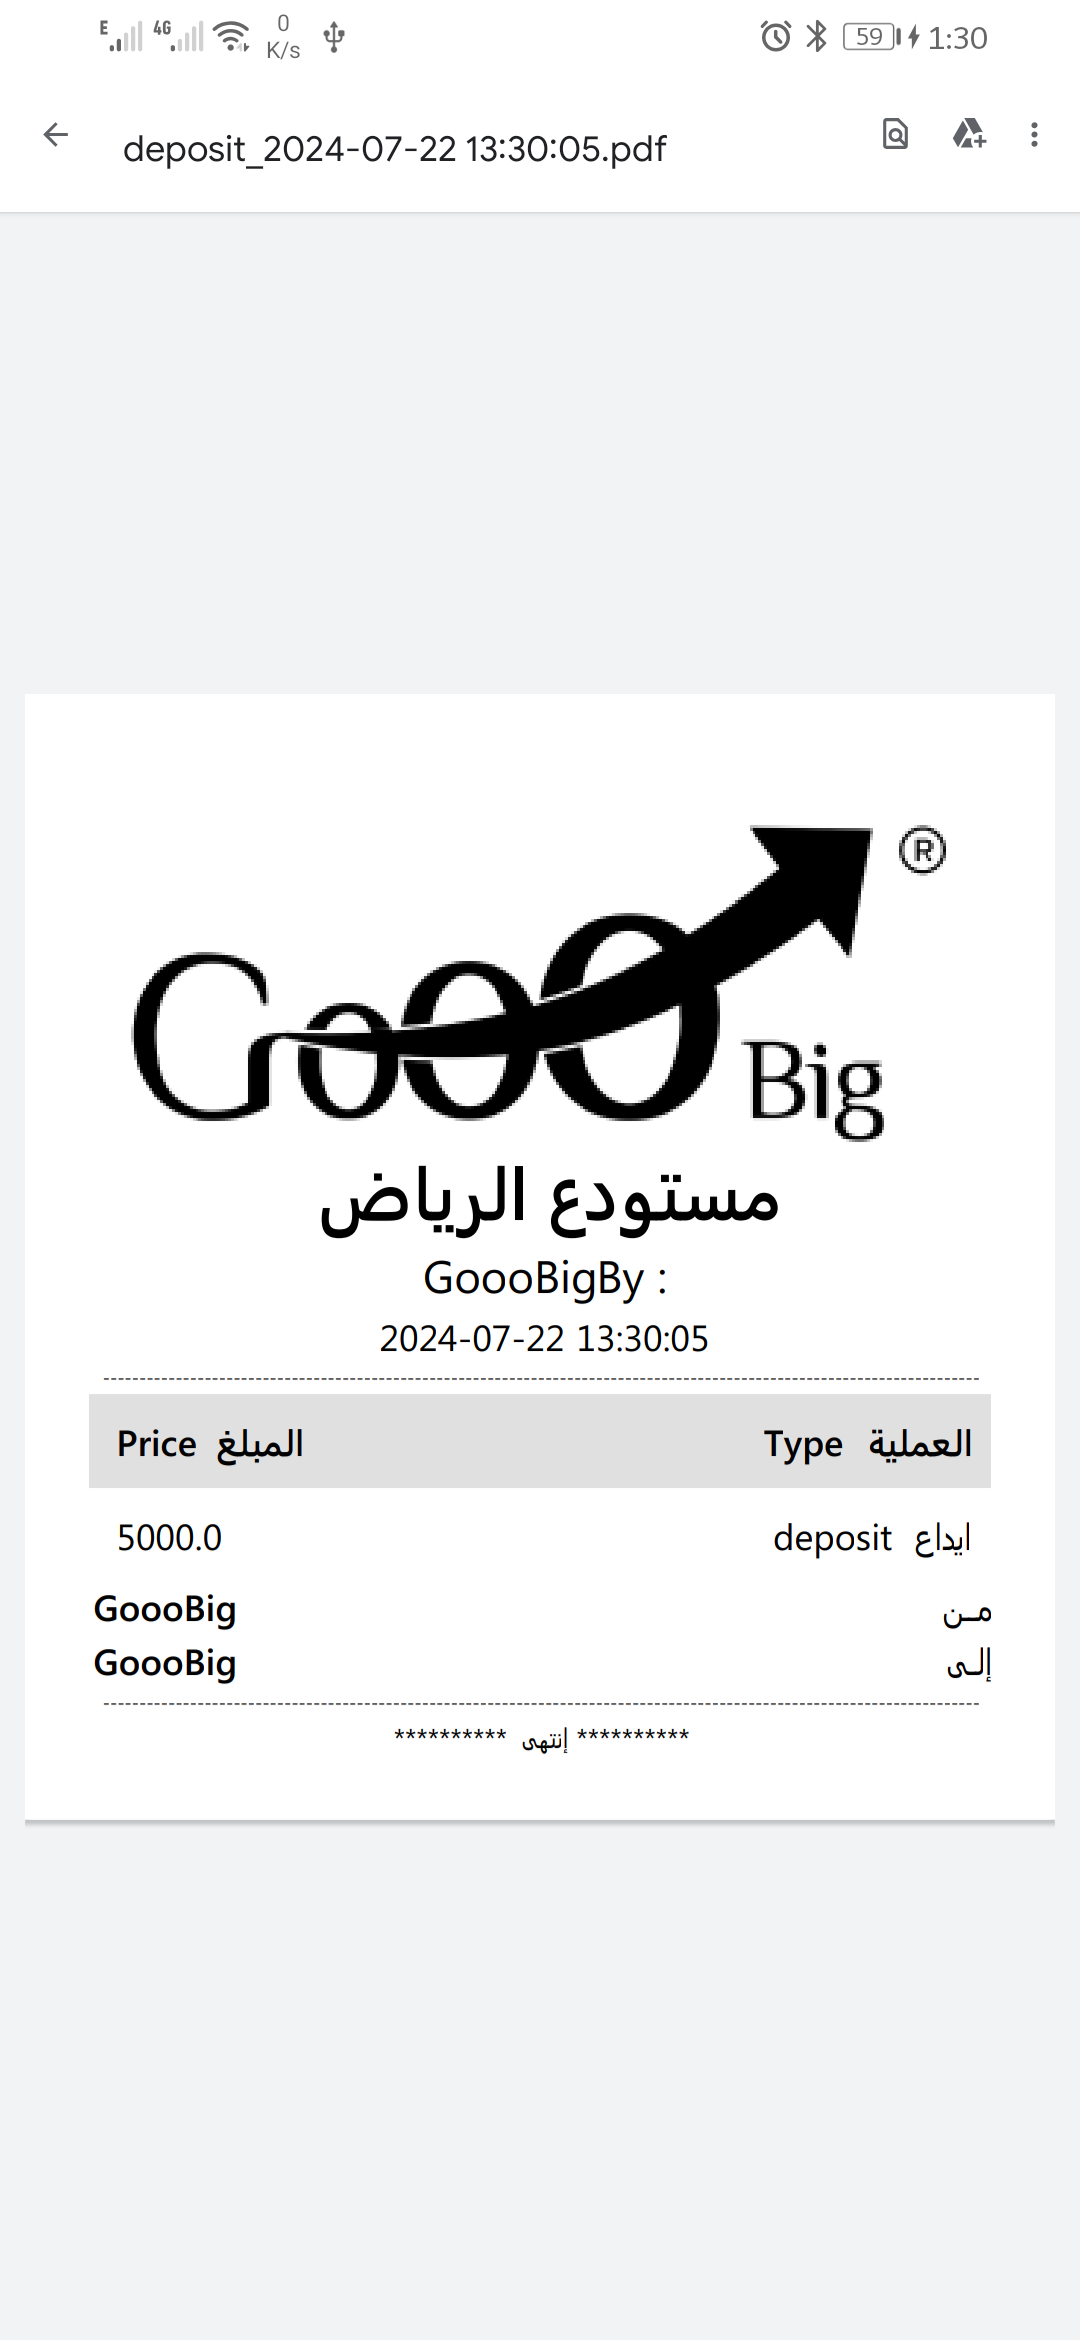 E 4G 0 K/s 59 1:30
deposit_2024-07-22 13:30:05.pdf
GoooBig ®
مستودع الرياض
GoooBigBy :
2024-07-22 13:30:05
العملية Type المبلغ Price
ايداع deposit 5000.0
مـن GoooBig
إلـى GoooBig
********** إنتهى **********